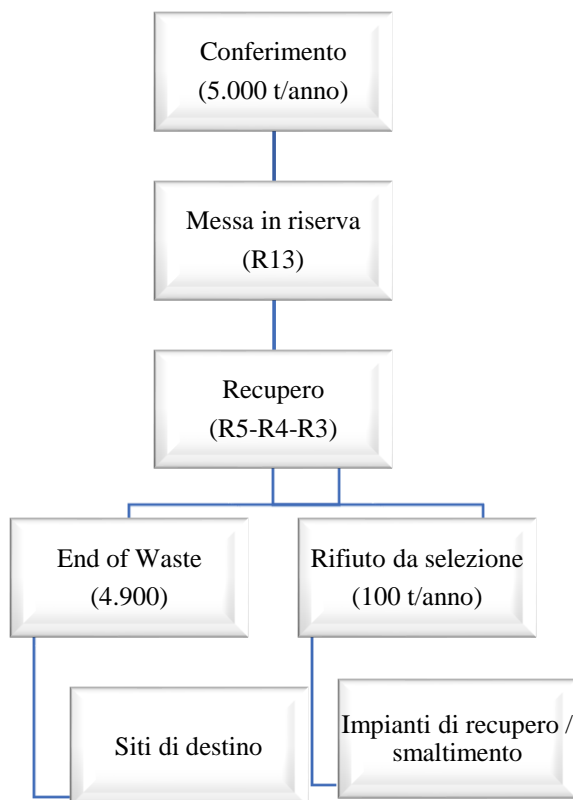 Conferimento
(5.000 t/anno)
Messa in riserva
(R13)
Recupero
(R5-R4-R3)
End of Waste
(4.900)
Rifiuto da selezione
(100 t/anno)
Siti di destino
Impianti di recupero /
smaltimento